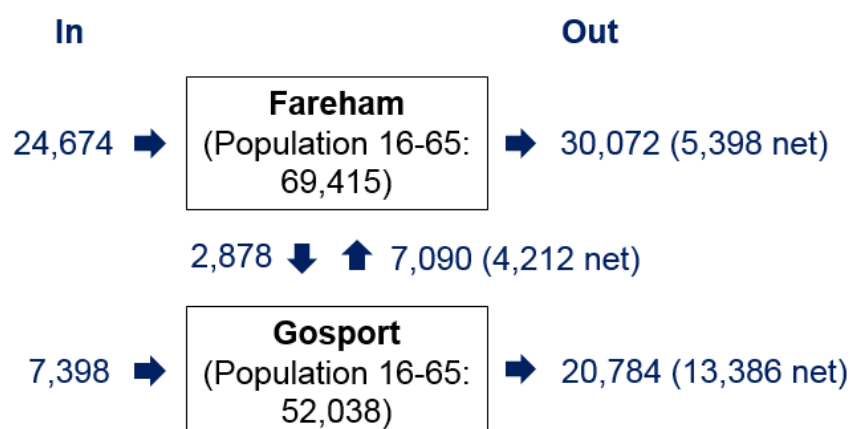 In Out
Fareham
(Population 16-65:
24,674 69,415) 30,072 (5,398 net)
2,878 7,090 (4,212 net)
Gosport
(Population 16-65:
7,398 52,038) 20,784 (13,386 net)